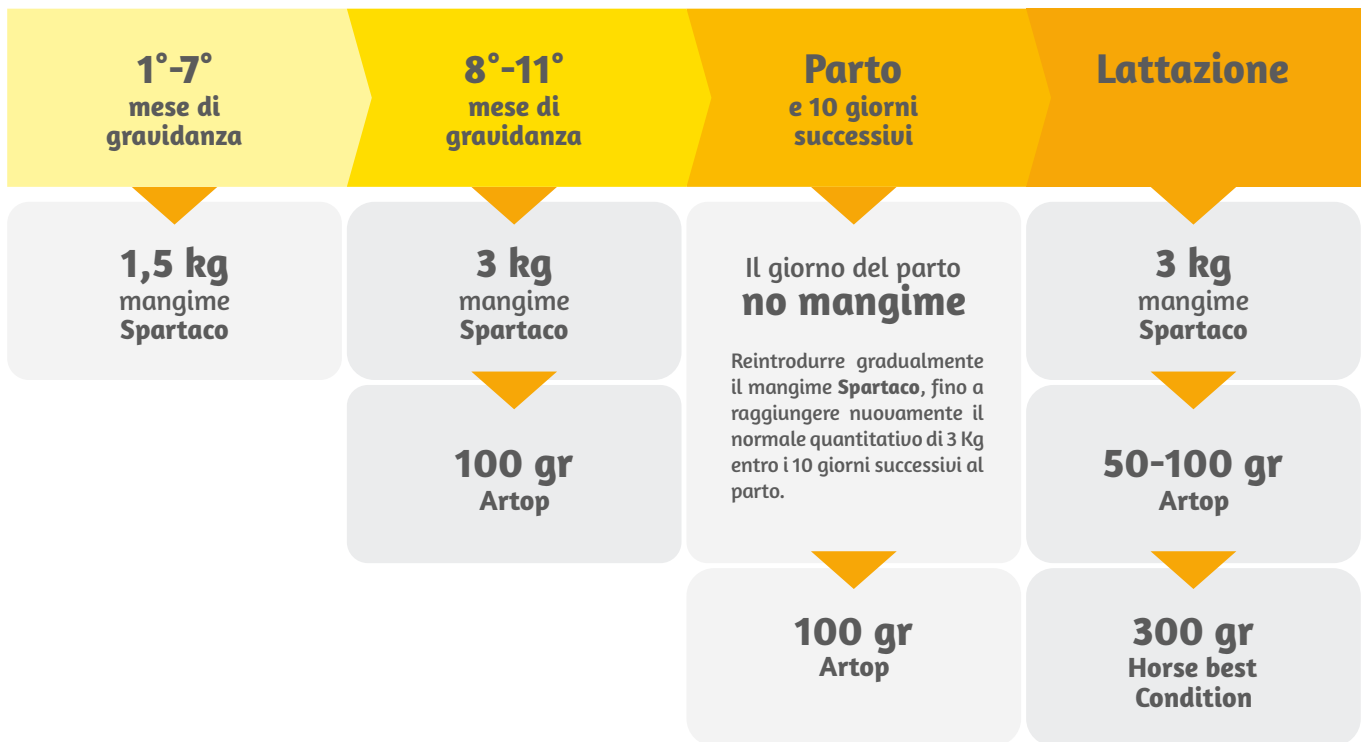 1°-7°
mese di
gravidanza
1,5 kg
mangime
Spartaco
8°-11°
mese di
gravidanza
3 kg
mangime
Spartaco
100 gr
Artop
Parto
e 10 giorni
successivi
Il giorno del parto
no mangime
Reintrodurre gradualmente
il mangime Spartaco, fino a
raggiungere nuovamente il
normale quantitativo di 3 Kg
entro i 10 giorni successivi al
parto.
100 gr
Artop
Lattazione
3 kg
mangime
Spartaco
50-100 gr
Artop
300 gr
Horse best
Condition